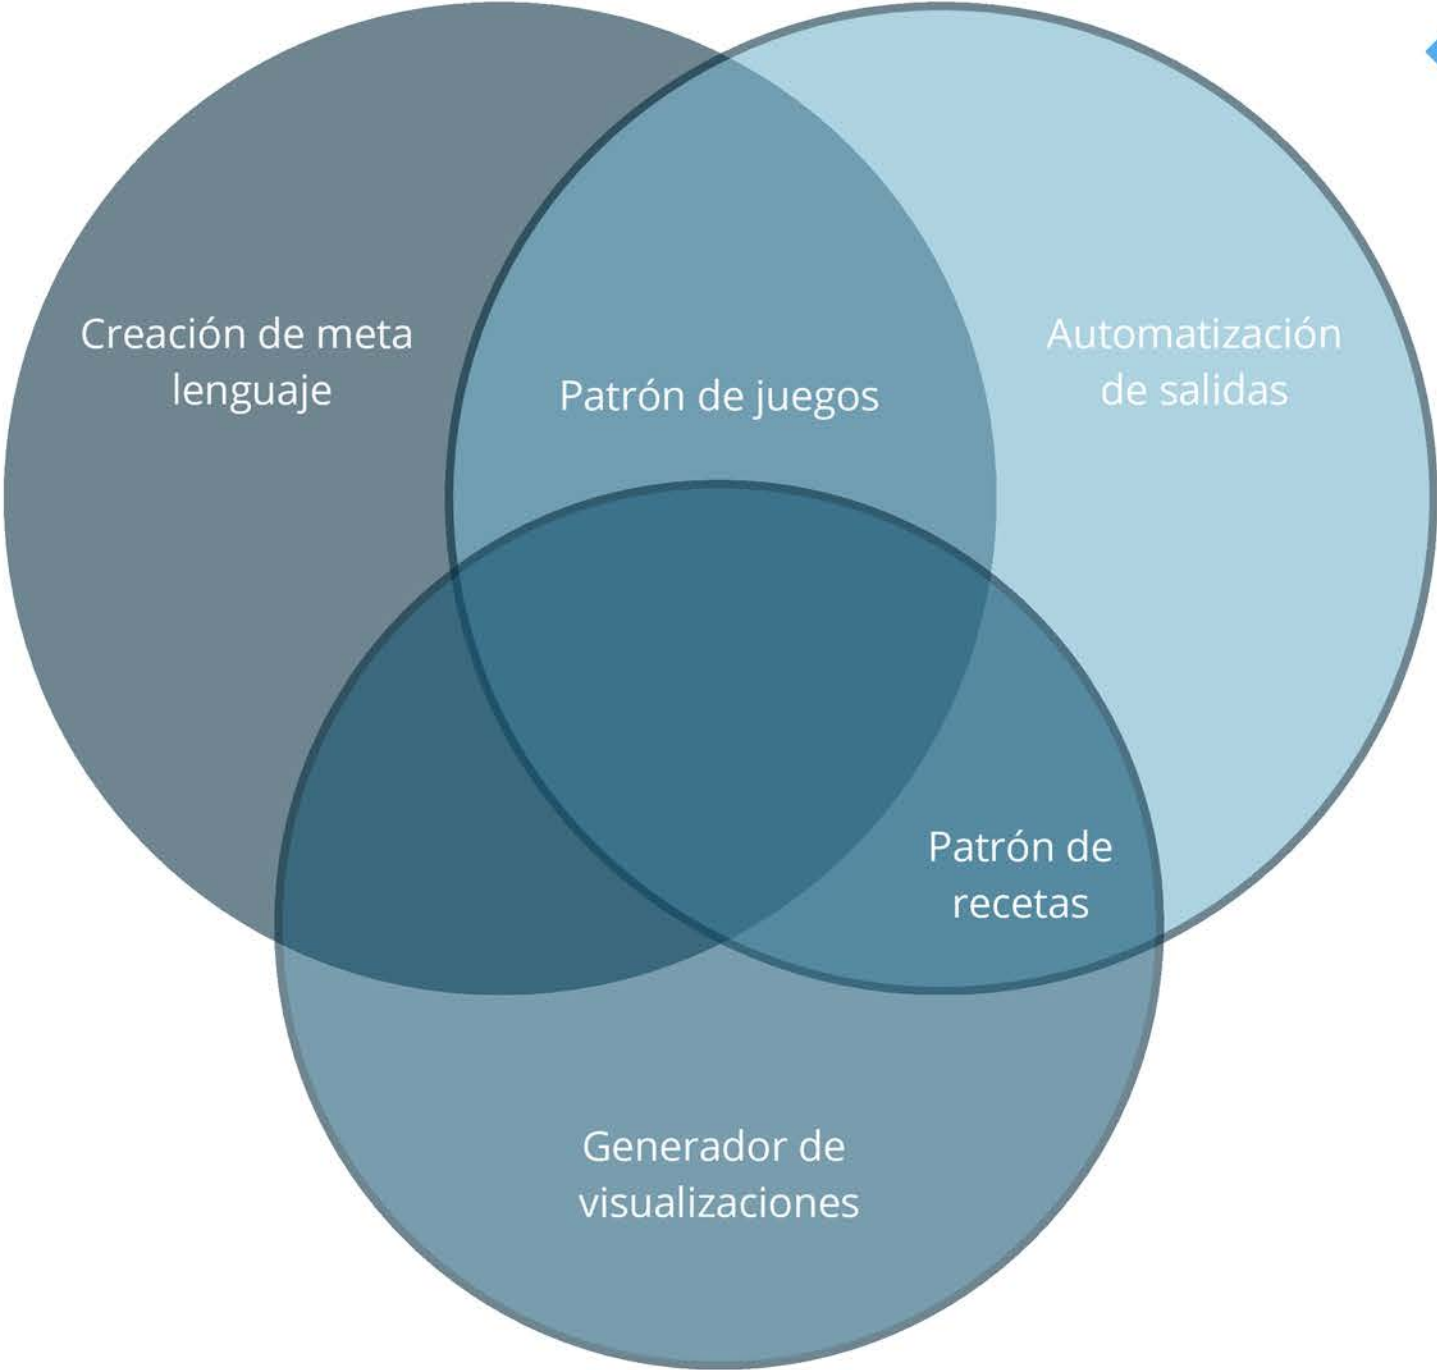 Creación de meta
lenguaje
Patrón de juegos
Automatización
de salidas
Patrón de
recetas
Generador de
visualizaciones